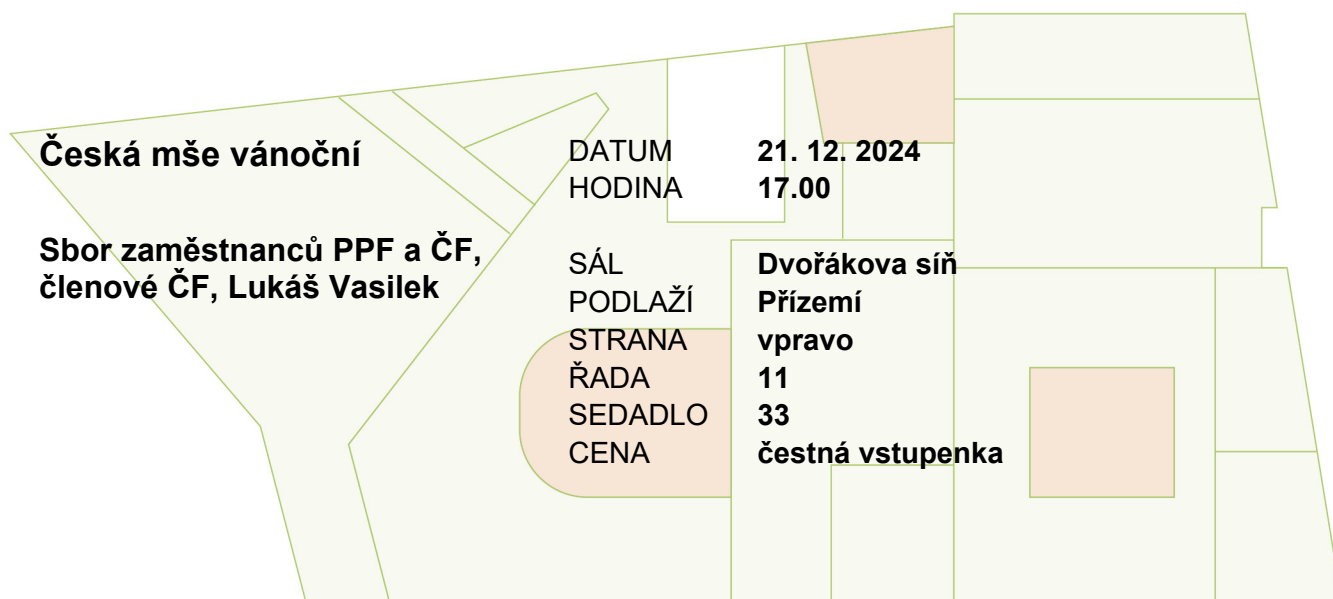 Česká mše vánoční
Sbor zaměstnanců PPF a ČF,
členové ČF, Lukáš Vasilek
DATUM 21. 12. 2024
HODINA 17.00
SÁL Dvořákova síň
PODLAŽÍ Přízemí
STRANA vpravo
ŘADA 11
SEDADLO 33
CENA čestná vstupenka